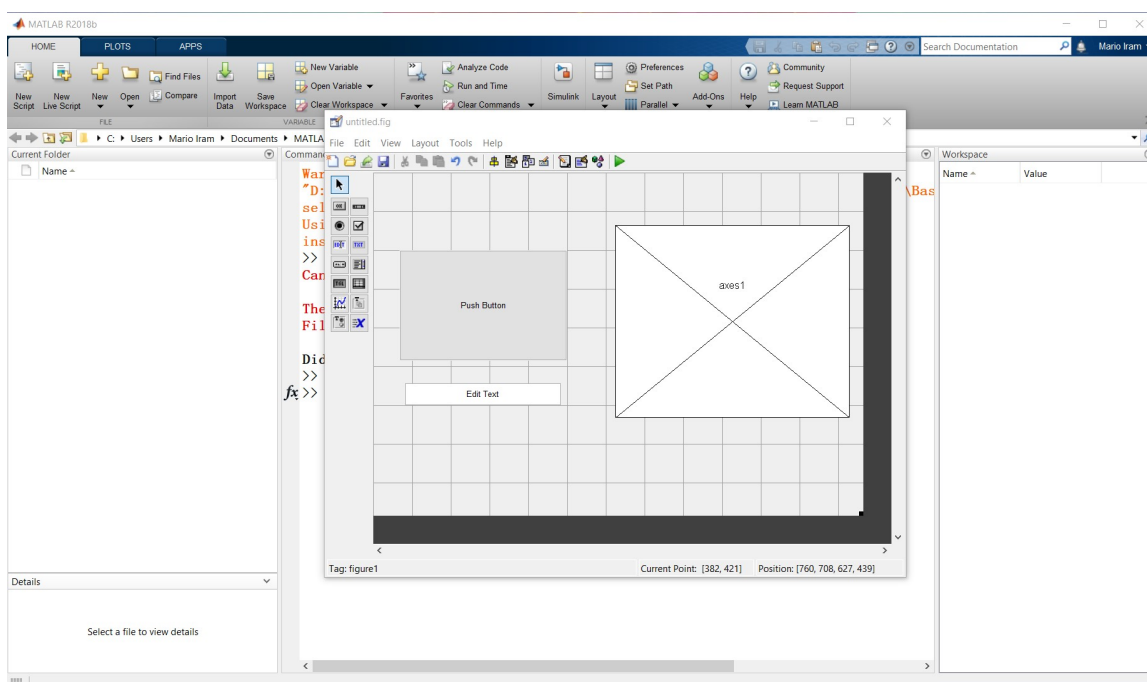 MATLAB R2018b
HOME PLOTS APPS
Search Documentation
Mario Iram
New Script
New Live Script
New
Open
Find Files
Compare
Import Data
Save Workspace
New Variable
Open Variable
Clear Workspace
Favorites
Analyze Code
Run and Time
Clear Commands
Simulink
Layout
Preferences
Set Path
Parallel
Add-Ons
Help
Community
Request Support
Learn MATLAB
FILE
VARIABLE
C: Users Mario Iram Documents MATLA
Current Folder
Name
Comman
War
"D:
\Bas
sel
Usi
ins
>>
Can
The
Fil
Did
>>
fx >>
untitled.fig
File Edit View Layout Tools Help
Push Button
Edit Text
axes1
Tag: figure1
Current Point: [382, 421] Position: [760, 708, 627, 439]
Workspace
Name Value
Details
Select a file to view details